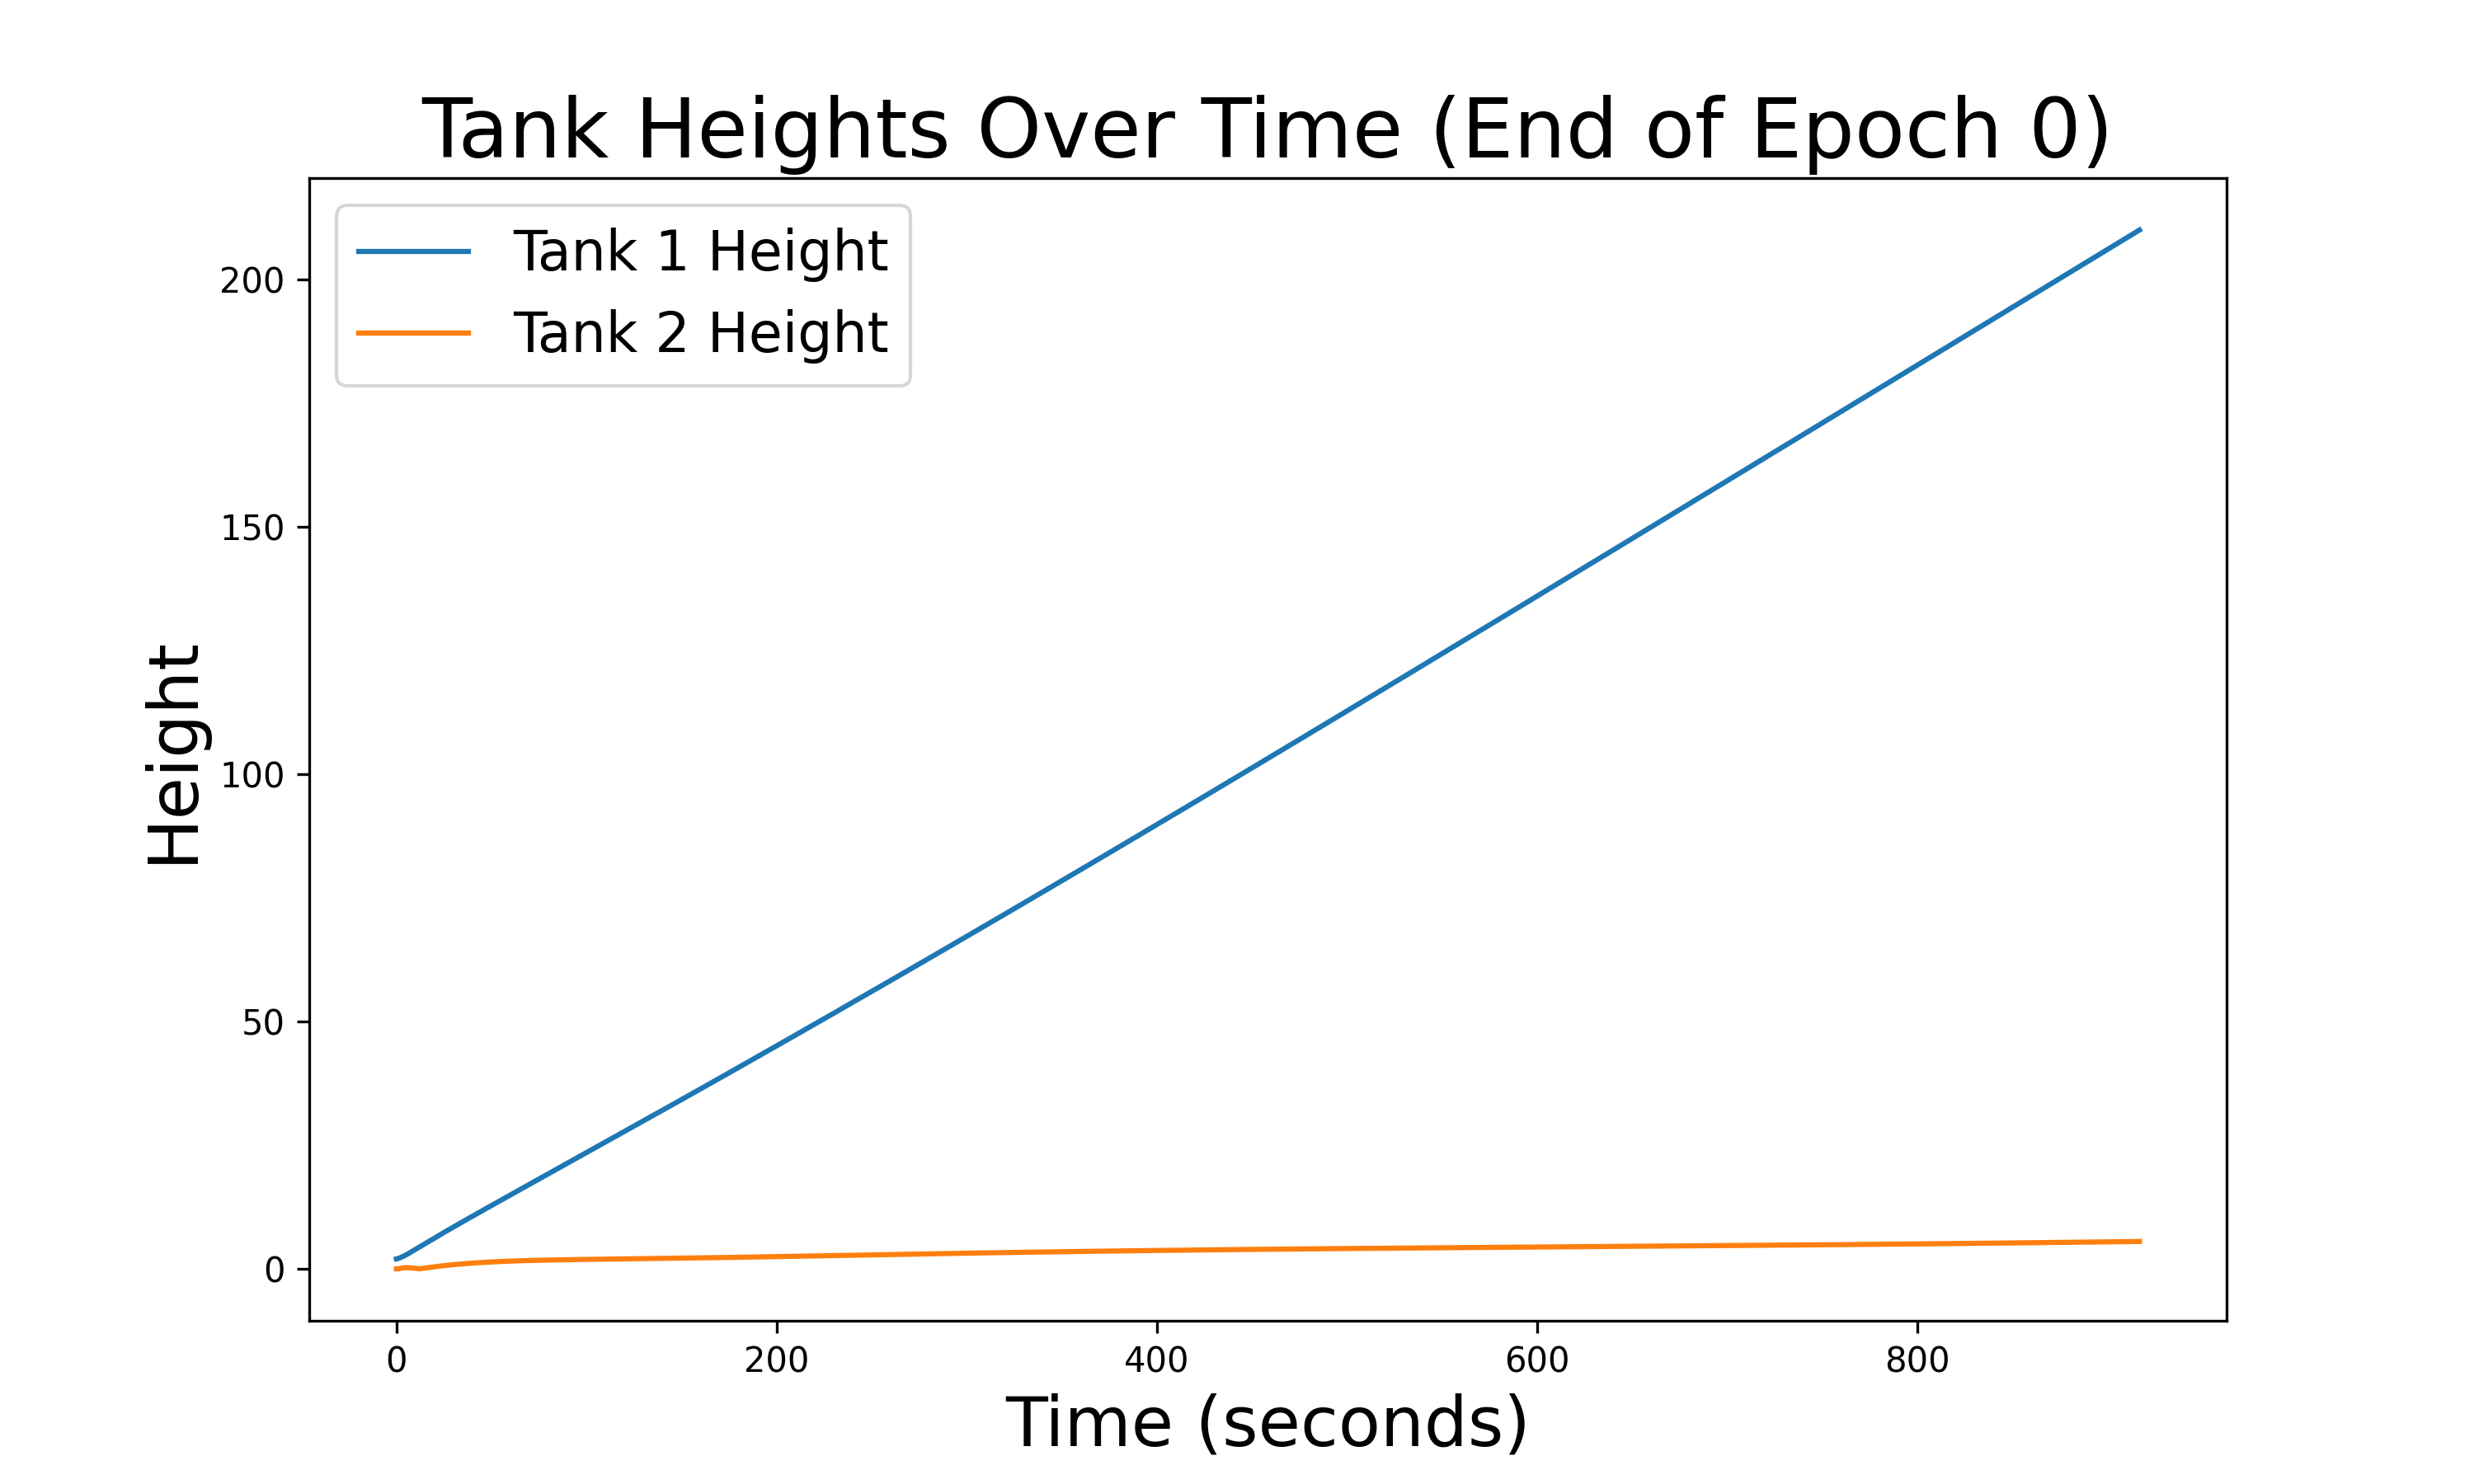 Tank Heights Over Time (End of Epoch 0)
Tank 1 Height
Tank 2 Height
Height
200
150
100
50
0
0 200 400 600 800
Time (seconds)